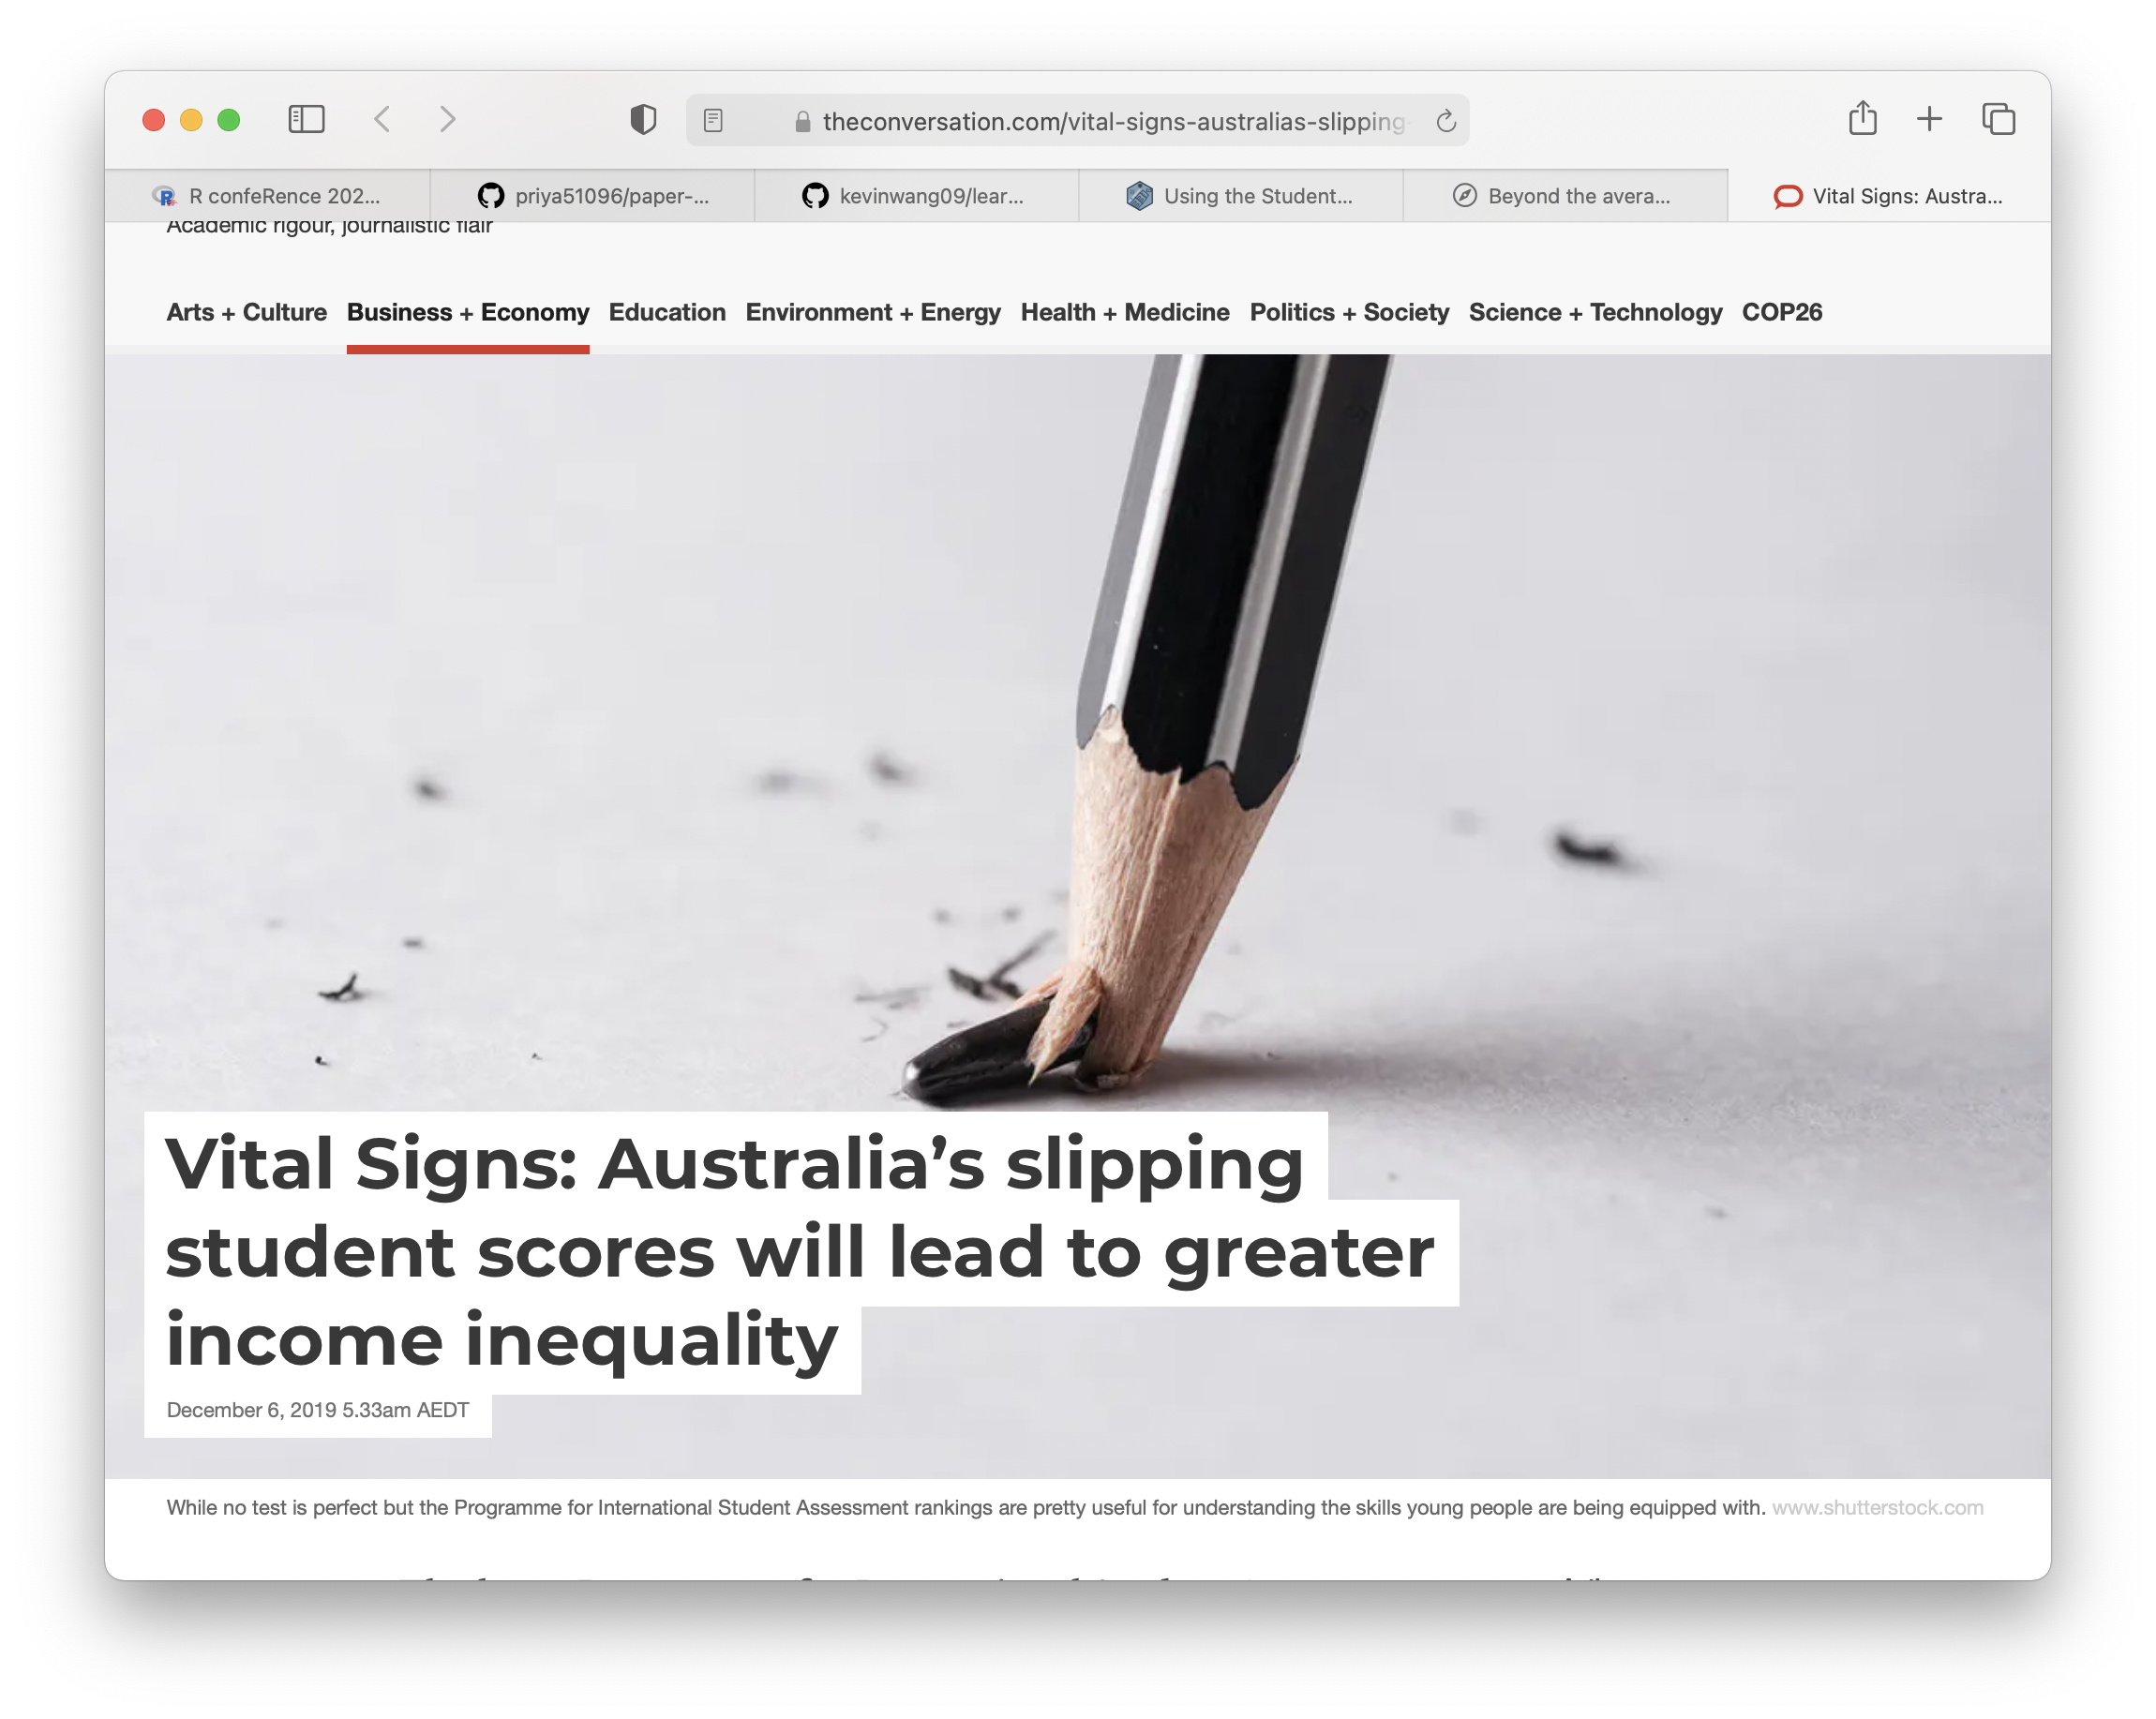 theconversation.com/vital-signs-australias-slipping-
R confeRence 202...
priya51096/paper-...
kevinwang09/lear...
Using the Student...
Beyond the avera...
Vital Signs: Austra...
Academic rigour, journalistic flair
Arts + Culture Business + Economy Education Environment + Energy Health + Medicine Politics + Society Science + Technology COP26
Vital Signs: Australia’s slipping
student scores will lead to greater
income inequality
December 6, 2019 5.33am AEDT
While no test is perfect but the Programme for International Student Assessment rankings are pretty useful for understanding the skills young people are being equipped with. www.shutterstock.com